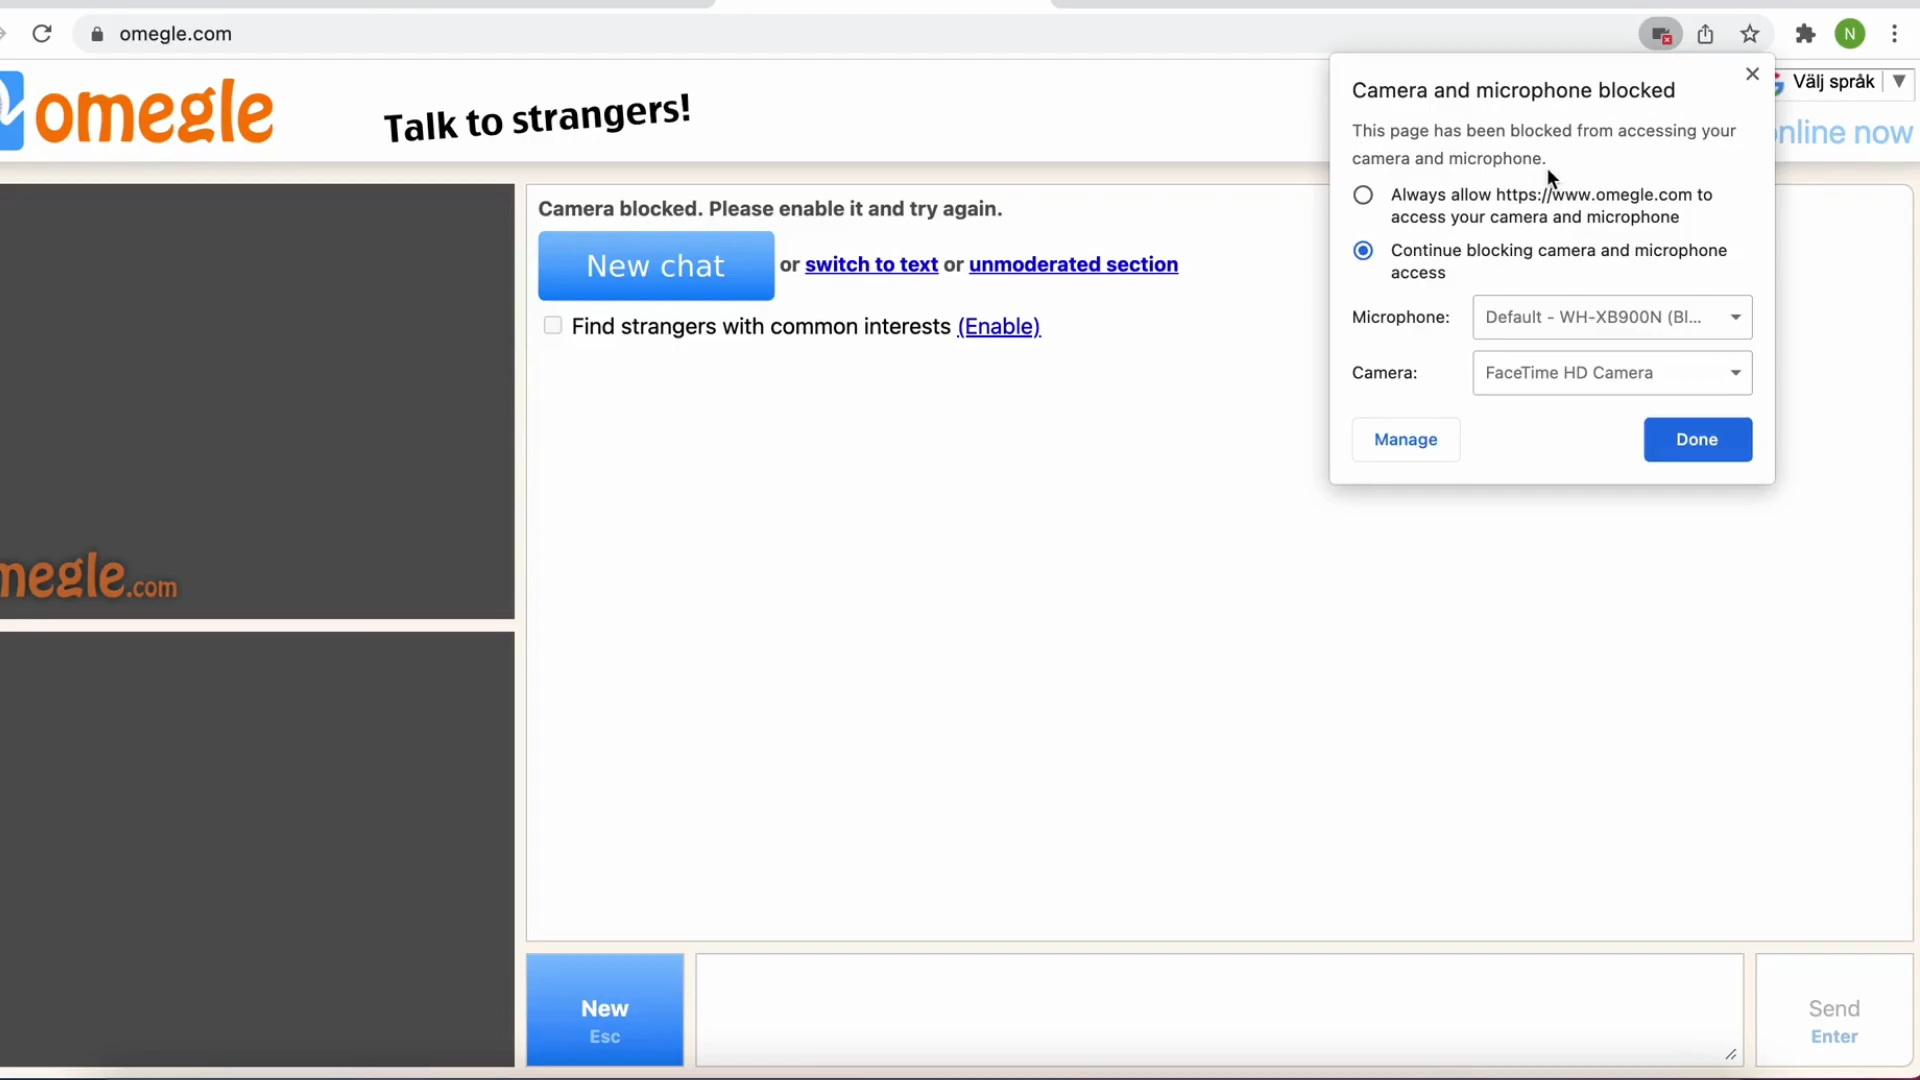 omegle.com
N
omegle
Talk to strangers!
Välj språk
online now
Camera and microphone blocked
This page has been blocked from accessing your
camera and microphone.
Always allow https://www.omegle.com to
access your camera and microphone
Continue blocking camera and microphone
access
Microphone:
Default - WH-XB900N (Bl...
Camera:
FaceTime HD Camera
Manage
Done
Camera blocked. Please enable it and try again.
New chat or switch to text or unmoderated section
Find strangers with common interests (Enable)
megle.com
New
Esc
Send
Enter